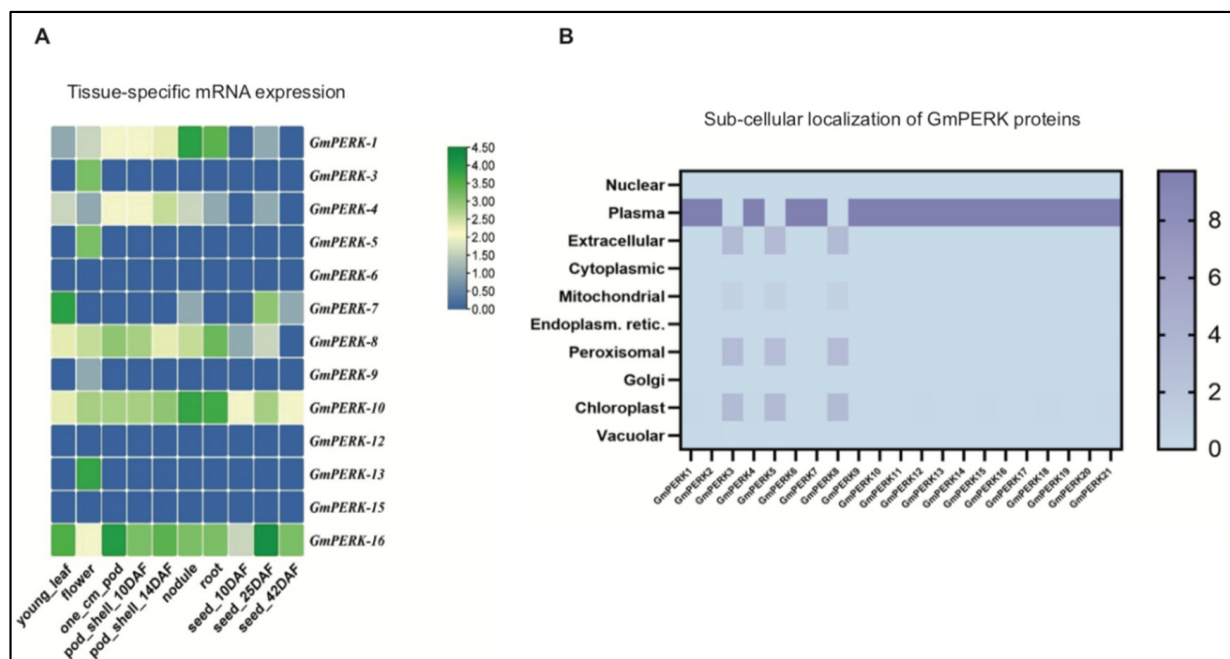 A
Tissue-specific mRNA expression
GmPERK-1
GmPERK-3
GmPERK-4
GmPERK-5
GmPERK-6
GmPERK-7
GmPERK-8
GmPERK-9
GmPERK-10
GmPERK-12
GmPERK-13
GmPERK-15
GmPERK-16
young_leaf
flower
one_cm_pod
pod_shell_10DAF
pod_shell_14DAF
nodule
root
seed_10DAF
seed_25DAF
seed_42DAF
4.50
4.00
3.50
3.00
2.50
2.00
1.50
1.00
0.50
0.00
B
Sub-cellular localization of GmPERK proteins
Nuclear
Plasma
Extracellular
Cytoplasmic
Mitochondrial
Endoplasm. retic.
Peroxisomal
Golgi
Chloroplast
Vacuolar
GmPERK1
GmPERK2
GmPERK3
GmPERK4
GmPERK5
GmPERK6
GmPERK7
GmPERK8
GmPERK9
GmPERK10
GmPERK11
GmPERK12
GmPERK13
GmPERK14
GmPERK15
GmPERK16
GmPERK17
GmPERK18
GmPERK19
GmPERK20
GmPERK21
8
6
4
2
0